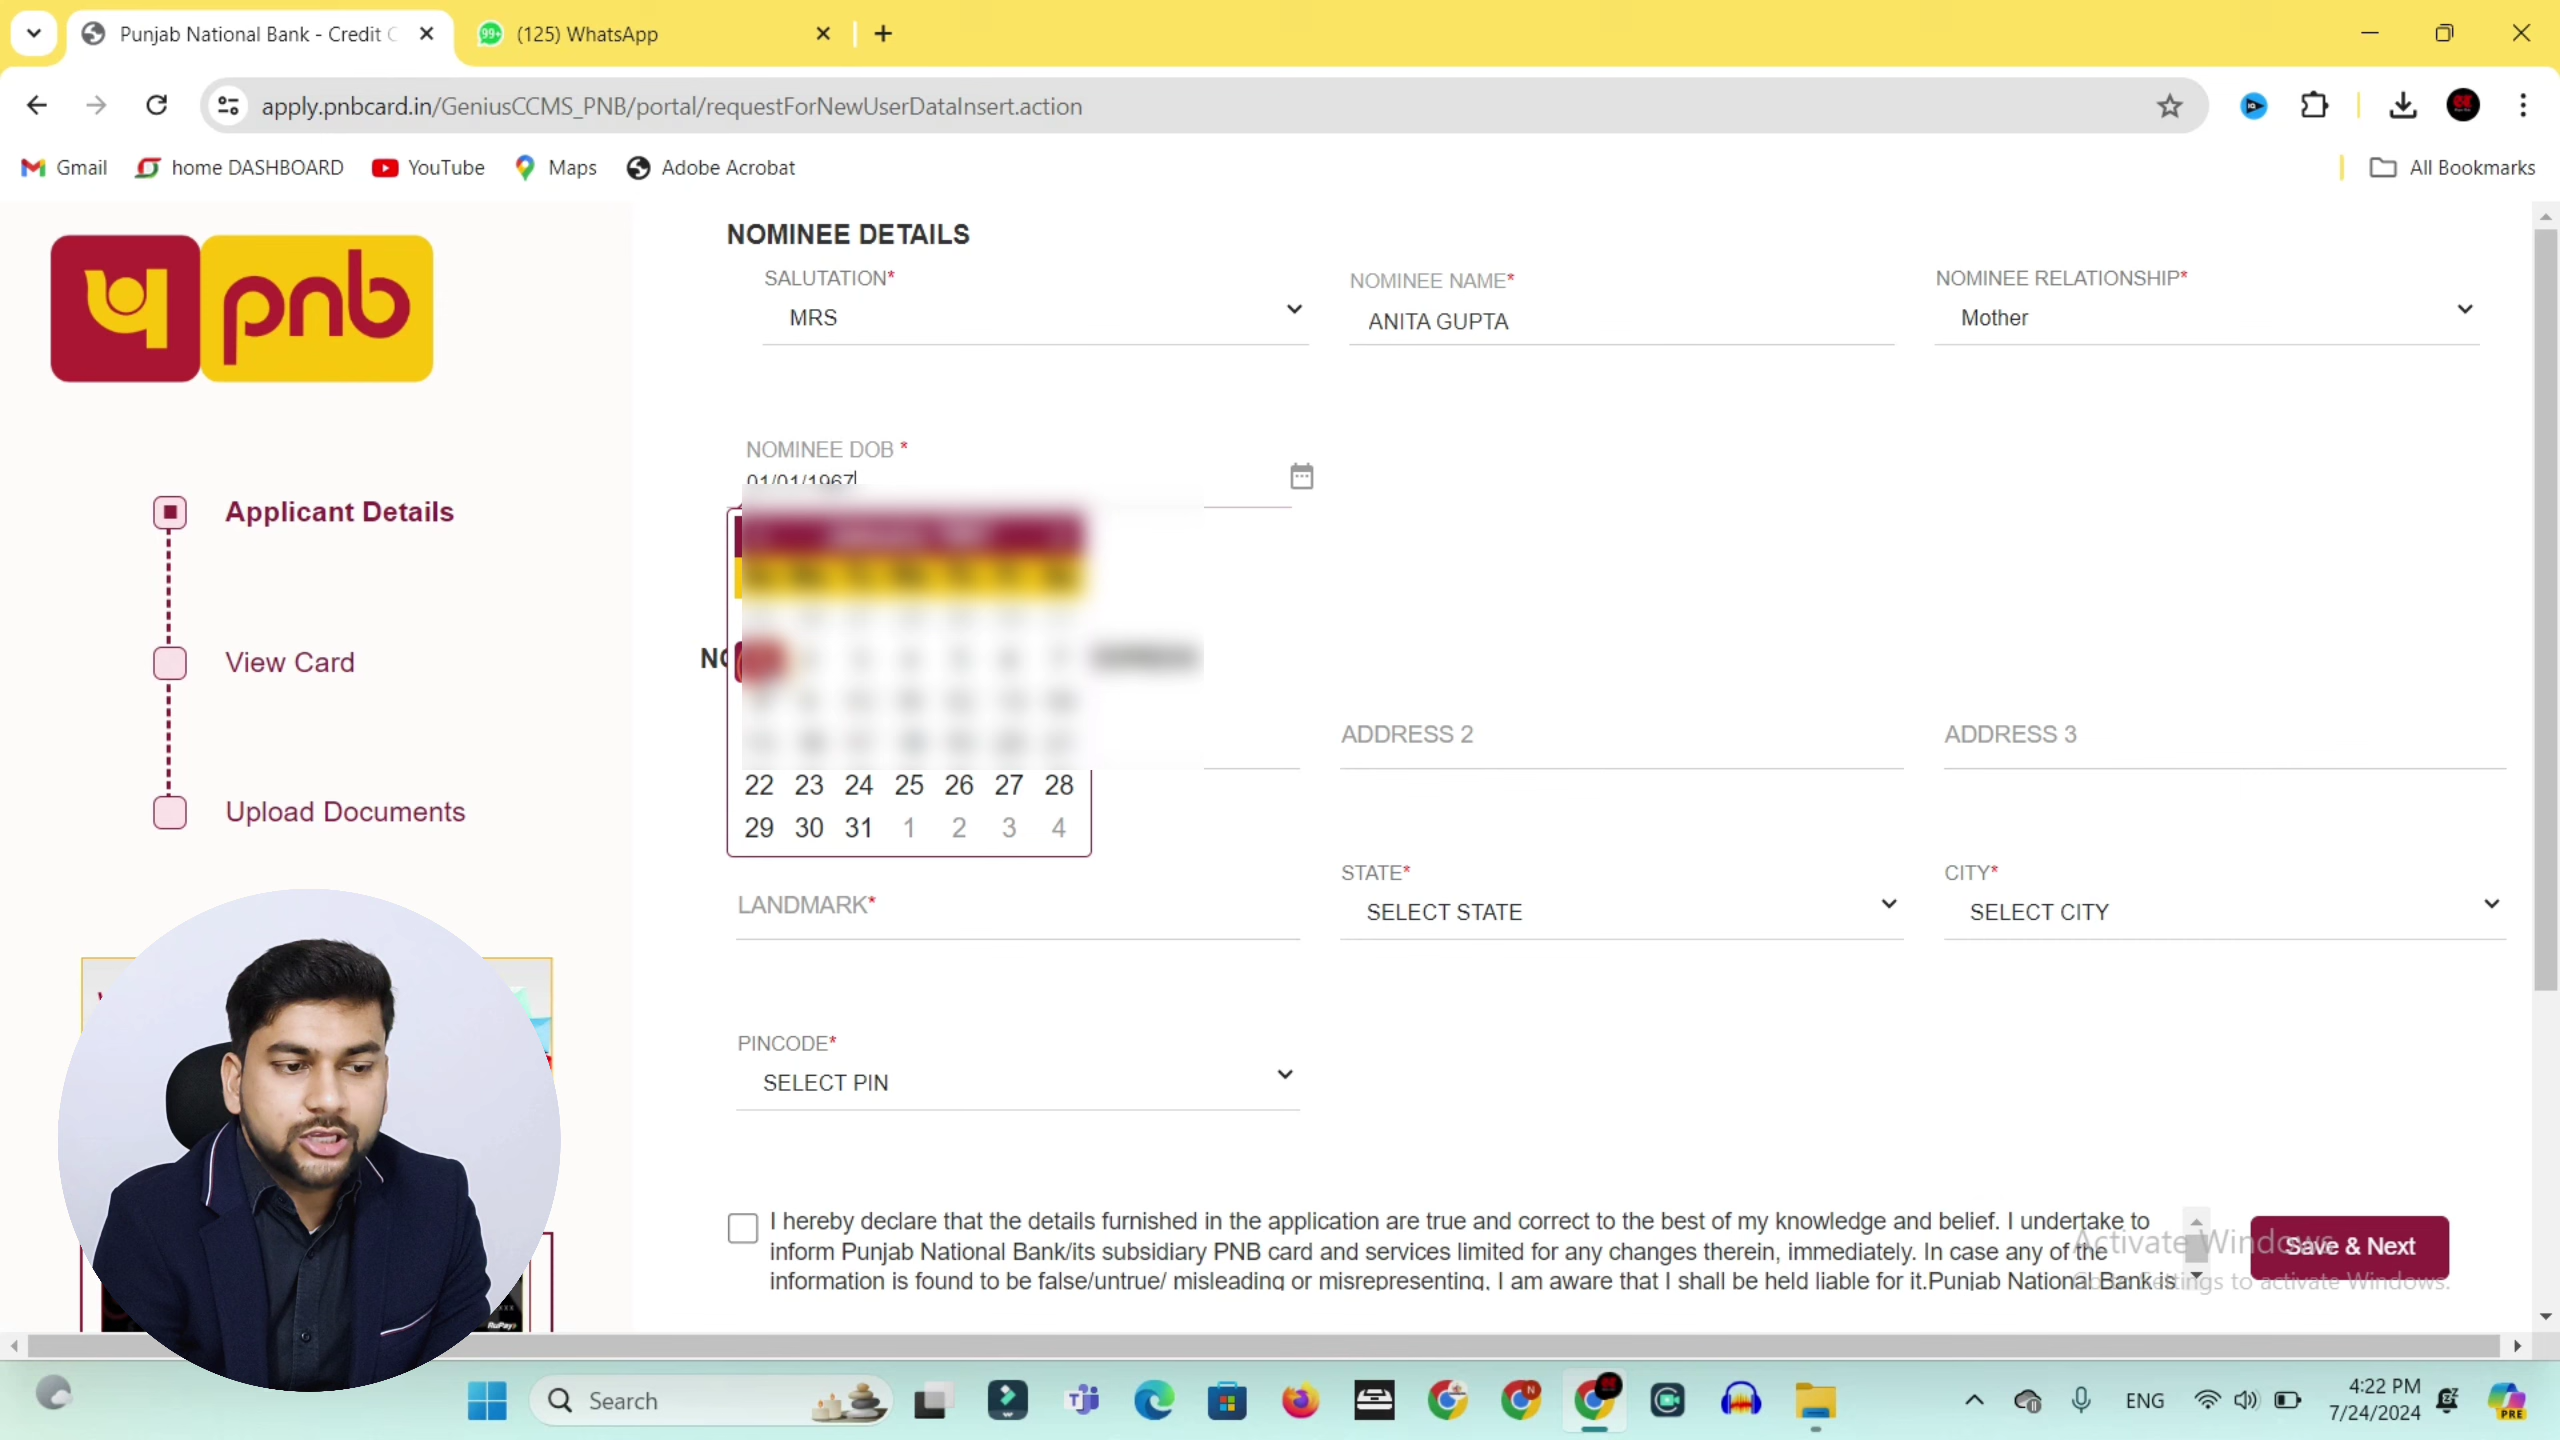 Punjab National Bank - Credit C
(125) WhatsApp
apply.pnbcard.in/GeniusCCMS_PNB/portal/requestForNewUserDataInsert.action
Gmail
home DASHBOARD
YouTube
Maps
Adobe Acrobat
All Bookmarks
pnb
Applicant Details
View Card
Upload Documents
NOMINEE DETAILS
SALUTATION*
NOMINEE NAME*
NOMINEE RELATIONSHIP*
MRS
ANITA GUPTA
Mother
NOMINEE DOB *
01/01/1967
22 23 24 25 26 27 28
29 30 31 1 2 3 4
ADDRESS 2
ADDRESS 3
LANDMARK*
STATE*
CITY*
SELECT STATE
SELECT CITY
PINCODE*
SELECT PIN
I hereby declare that the details furnished in the application are true and correct to the best of my knowledge and belief. I undertake to
inform Punjab National Bank/its subsidiary PNB card and services limited for any changes therein, immediately. In case any of the
information is found to be false/untrue/ misleading or misrepresenting, I am aware that I shall be held liable for it.Punjab National Bank is
Save & Next
Activate Windows
Go to Settings to activate Windows.
RuPay
Search
ENG
4:22 PM
7/24/2024
PRE